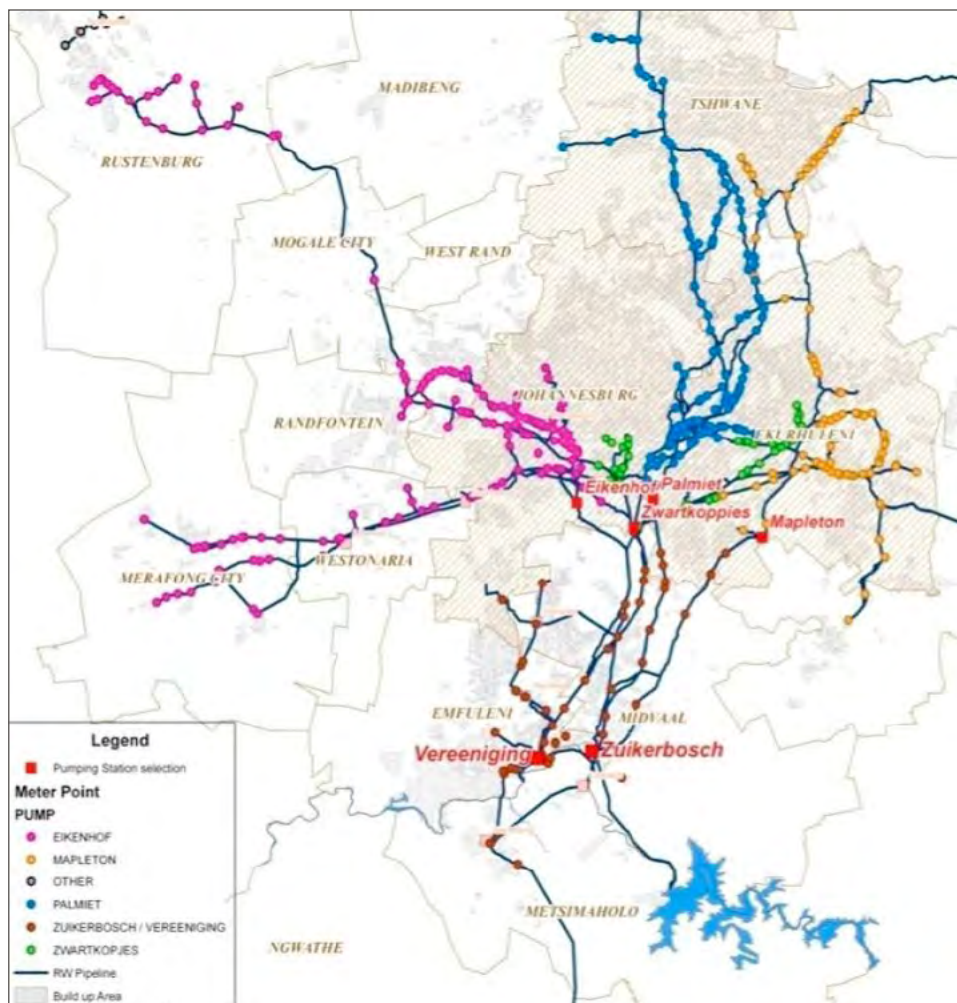 MADIBENG
TSHWANE
RUSTENBURG
MOGALE CITY
WEST RAND
JOHANNESBURG
RANDFONTEIN
EKURHULENI
Eikenhof
Palmiet
Zwartkoppies
Mapleton
WESTONARIA
MERAFONG CITY
EMFULENI
MIDVAAL
Vereeniging
Zuikerbosch
METSIMAHOLO
NGWATHE
Legend
Pumping Station selection
Meter Point
PUMP
EIKENHOF
MAPLETON
OTHER
PALMIET
ZUIKERBOSCH / VEREENIGING
ZWARTKOPJES
RW Pipeline
Build up Area